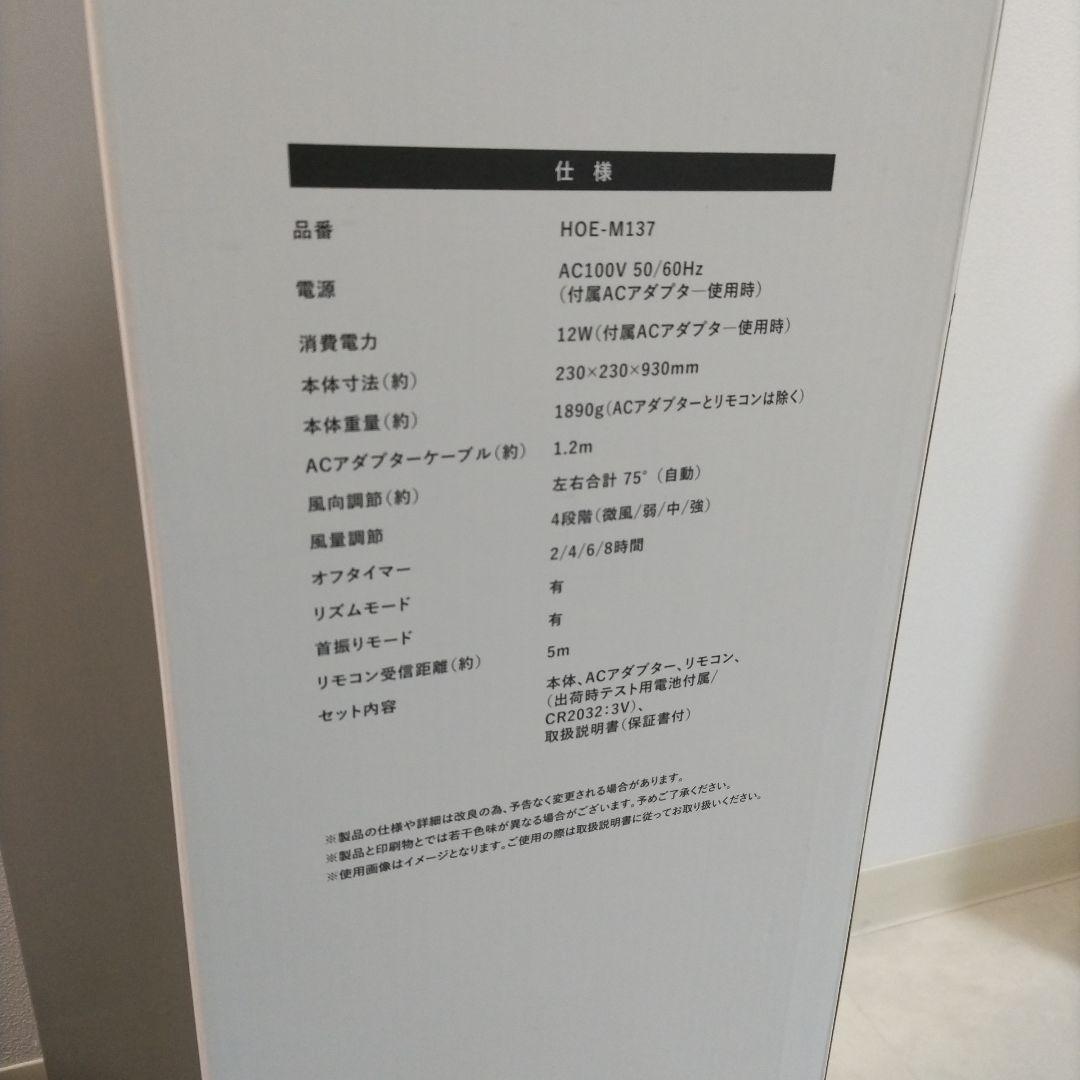 仕様
品番 HOE-M137
電源 AC100V 50/60Hz
(付属ACアダプター使用時)
消費電力 12W(付属ACアダプター使用時)
本体寸法(約) 230×230×930mm
本体重量(約) 1890g(ACアダプターとリモコンは除く)
ACアダプターケーブル(約) 1.2m
風向調節(約) 左右合計 75°(自動)
風量調節 4段階(微風/弱/中/強)
オフタイマー 2/4/6/8時間
リズムモード 有
首振りモード 有
リモコン受信距離(約) 5m
セット内容 本体、ACアダプター、リモコン、
(出荷時テスト用電池付属/
CR2032:3V)、
取扱説明書(保証書付)
※製品の仕様や詳細は改良の為、予告なく変更される場合があります。
※製品と印刷物とでは若干色味が異なる場合がございます。予めご了承ください。
※使用画像はイメージとなります。ご使用の際は取扱説明書に従ってお取り扱いください。